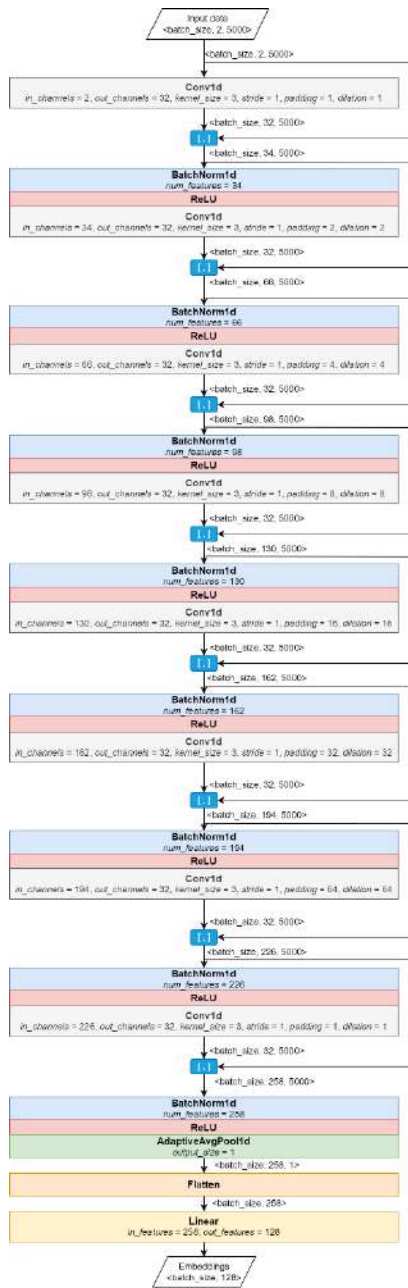 Input data
<batch_size, 2, 5000>
<batch_size, 2, 5000>
Conv1d
in_channels = 2, out_channels = 32, kernel_size = 3, stride = 1, padding = 1, dilation = 1
<batch_size, 32, 5000>
[,]
<batch_size, 34, 5000>
BatchNorm1d
num_features = 34
ReLU
Conv1d
in_channels = 34, out_channels = 32, kernel_size = 3, stride = 1, padding = 2, dilation = 2
<batch_size, 32, 5000>
[,]
<batch_size, 66, 5000>
BatchNorm1d
num_features = 66
ReLU
Conv1d
in_channels = 66, out_channels = 32, kernel_size = 3, stride = 1, padding = 4, dilation = 4
<batch_size, 32, 5000>
[,]
<batch_size, 98, 5000>
BatchNorm1d
num_features = 98
ReLU
Conv1d
in_channels = 98, out_channels = 32, kernel_size = 3, stride = 1, padding = 8, dilation = 8
<batch_size, 32, 5000>
[,]
<batch_size, 130, 5000>
BatchNorm1d
num_features = 130
ReLU
Conv1d
in_channels = 130, out_channels = 32, kernel_size = 3, stride = 1, padding = 16, dilation = 16
<batch_size, 32, 5000>
[,]
<batch_size, 162, 5000>
BatchNorm1d
num_features = 162
ReLU
Conv1d
in_channels = 162, out_channels = 32, kernel_size = 3, stride = 1, padding = 32, dilation = 32
<batch_size, 32, 5000>
[,]
<batch_size, 194, 5000>
BatchNorm1d
num_features = 194
ReLU
Conv1d
in_channels = 194, out_channels = 32, kernel_size = 3, stride = 1, padding = 64, dilation = 64
<batch_size, 32, 5000>
[,]
<batch_size, 226, 5000>
BatchNorm1d
num_features = 226
ReLU
Conv1d
in_channels = 226, out_channels = 32, kernel_size = 3, stride = 1, padding = 1, dilation = 1
<batch_size, 32, 5000>
[,]
<batch_size, 258, 5000>
BatchNorm1d
num_features = 258
ReLU
AdaptiveAvgPool1d
output_size = 1
<batch_size, 258, 1>
Flatten
<batch_size, 258>
Linear
in_features = 258, out_features = 128
Embeddings
<batch_size, 128>